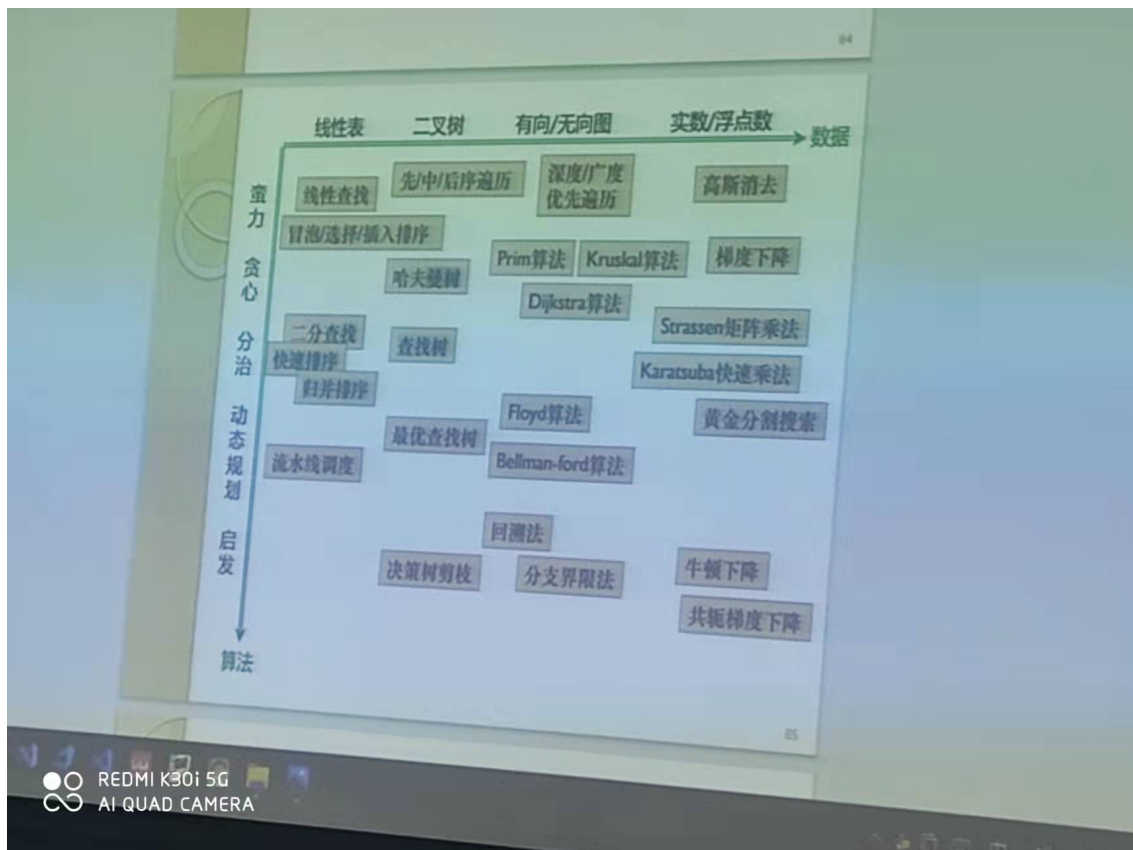 84
线性表 二叉树 有向/无向图 实数/浮点数
数据
蛮力
线性查找
先/中/后序遍历
深度/广度
优先遍历
高斯消去
冒泡/选择/插入排序
贪心
哈夫曼树
Prim算法
Kruskal算法
梯度下降
Dijkstra算法
分治
二分查找
快速排序
归并排序
查找树
Strassen矩阵乘法
Karatsuba快速乘法
黄金分割搜索
动态规划
流水线调度
最优查找树
Floyd算法
Bellman-ford算法
启发
回溯法
决策树剪枝
分支界限法
牛顿下降
共轭梯度下降
算法
85
REDMI K30i 5G
AI QUAD CAMERA